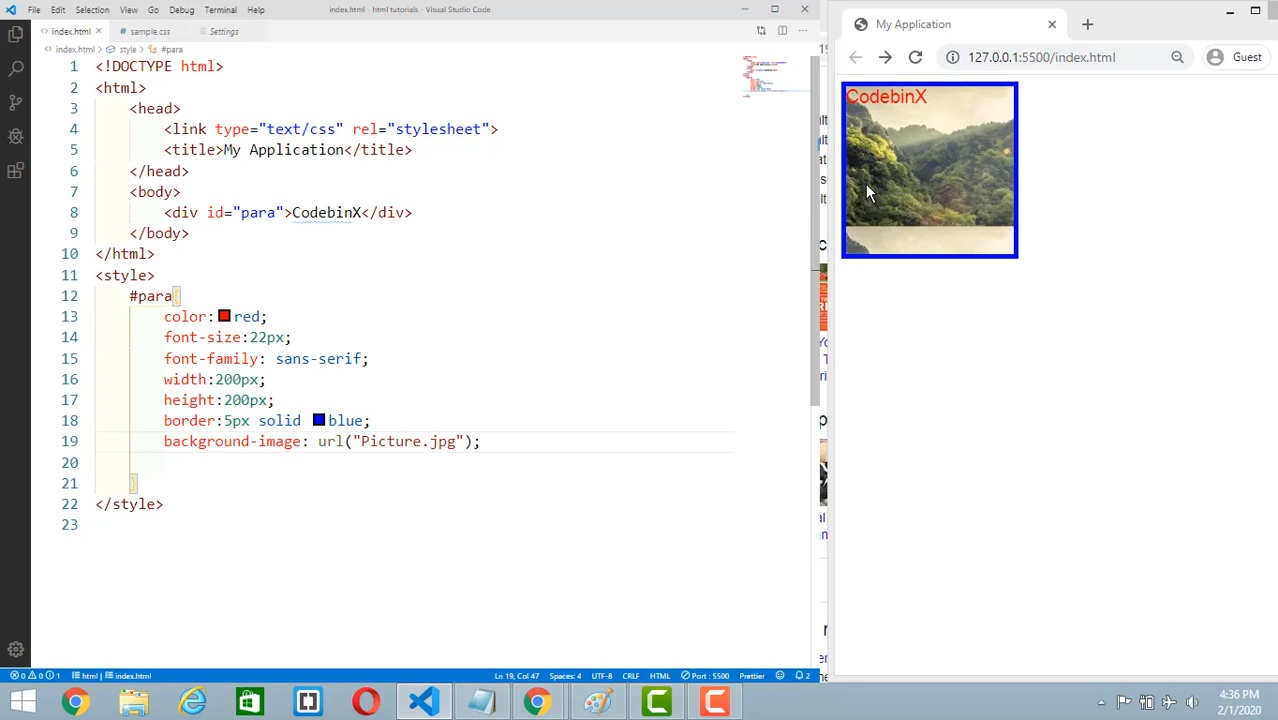 File Edit Selection View Go Debug Terminal Help
index.html - html tutorials - Visual Studio Code
index.html
sample.css
Settings
index.html > style > #para
1 <!DOCTYPE html>
2 <html>
3 <head>
4 <link type="text/css" rel="stylesheet">
5 <title>My Application</title>
6 </head>
7 <body>
8 <div id="para">CodebinX</div>
9 </body>
10 </html>
11 <style>
12 #para{
13 color: red;
14 font-size:22px;
15 font-family: sans-serif;
16 width:200px;
17 height:200px;
18 border:5px solid blue;
19 background-image: url("Picture.jpg");
20
21 }
22 </style>
23
0 0 1 html index.html
Ln 19, Col 47 Spaces: 4 UTF-8 CRLF HTML Port : 5500 Prettier 2
My Application
127.0.0.1:5500/index.html
Guest
CodebinX
4:36 PM
2/1/2020